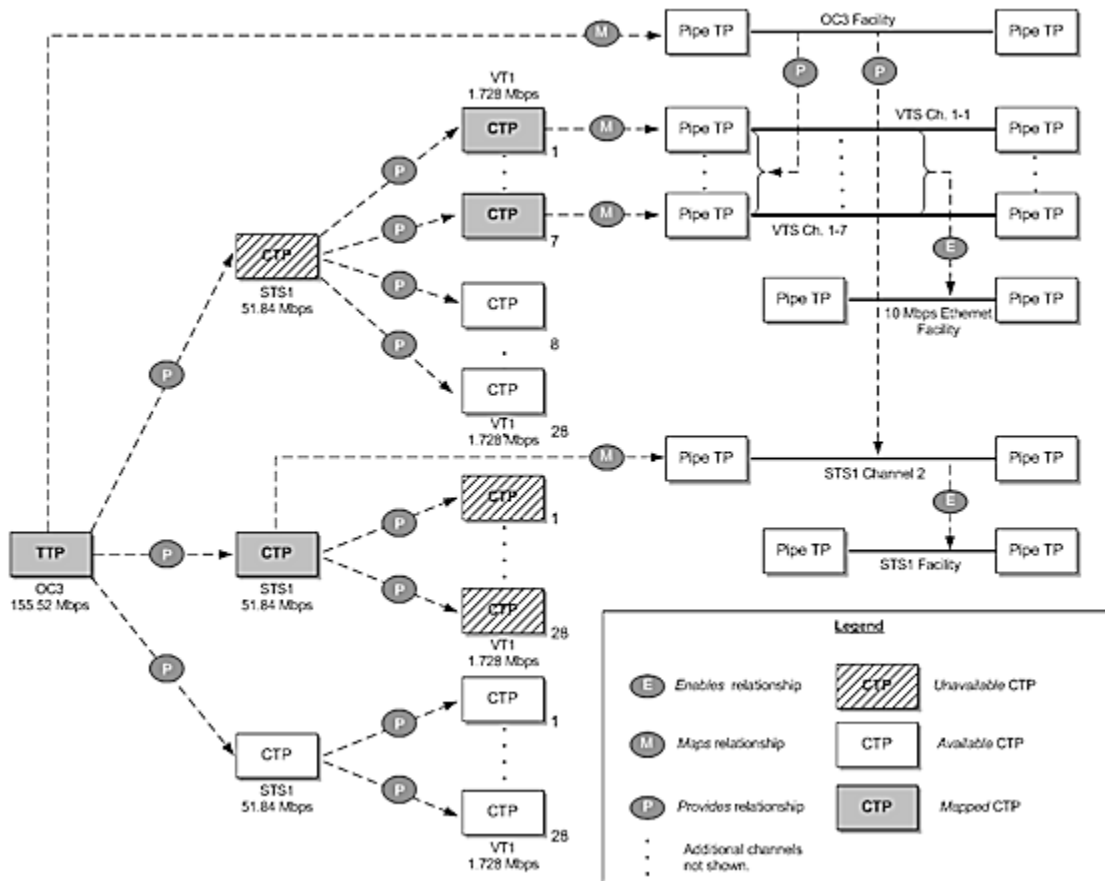 OC3 Facility
M
Pipe TP
Pipe TP
P
P
VT1
1.728 Mbps
CTP
1
M
Pipe TP
VTS Ch. 1-1
Pipe TP
P
P
CTP
7
M
Pipe TP
VTS Ch. 1-7
Pipe TP
CTP
STS1
51.84 Mbps
P
CTP
8
E
Pipe TP
Pipe TP
10 Mbps Ethernet
Facility
P
P
CTP
VT1
1.728 Mbps
28
M
Pipe TP
STS1 Channel 2
Pipe TP
CTP
1
P
E
TTP
OC3
155.52 Mbps
P
CTP
STS1
51.84 Mbps
Pipe TP
STS1 Facility
Pipe TP
P
CTP
VT1
1.728 Mbps
28
P
CTP
1
P
CTP
STS1
51.84 Mbps
P
CTP
VT1
1.728 Mbps
28
Legend
E
Enables relationship
CTP
Unavailable CTP
M
Maps relationship
CTP
Available CTP
P
Provides relationship
CTP
Mapped CTP
Additional channels
not shown.